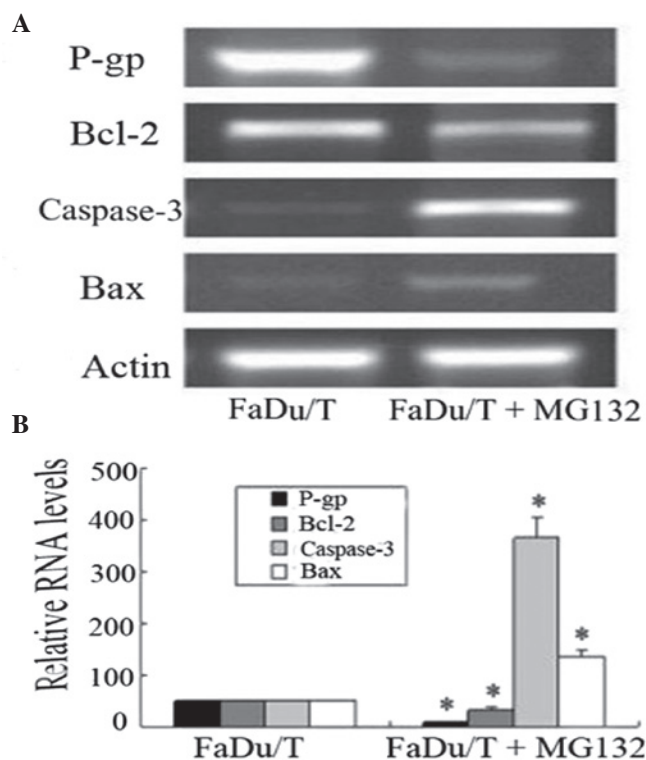 A
P-gp
Bcl-2
Caspase-3
Bax
Actin
FaDu/T FaDu/T + MG132
B
Relative RNA levels
500
400
300
200
100
0
P-gp
Bcl-2
Caspase-3
Bax
* * * *
FaDu/T FaDu/T + MG132